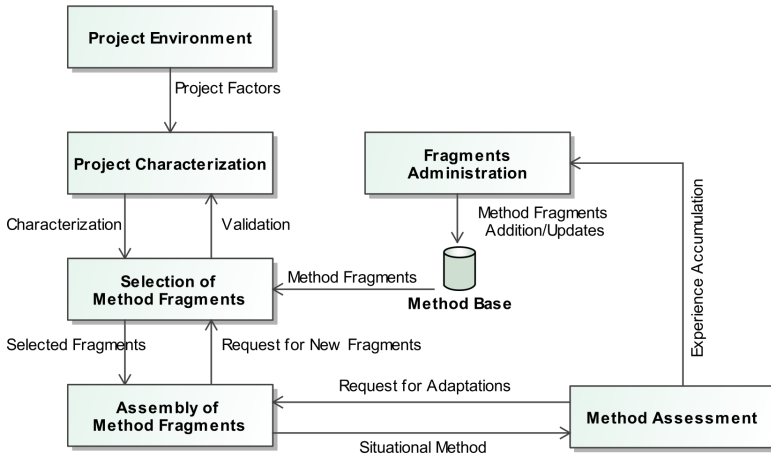 Project Environment
Project Factors
Project Characterization
Fragments
Administration
Characterization
Validation
Method Fragments
Addition/Updates
Experience Accumulation
Selection of
Method Fragments
Method Fragments
Method Base
Selected Fragments
Request for New Fragments
Request for Adaptations
Assembly of
Method Fragments
Method Assessment
Situational Method